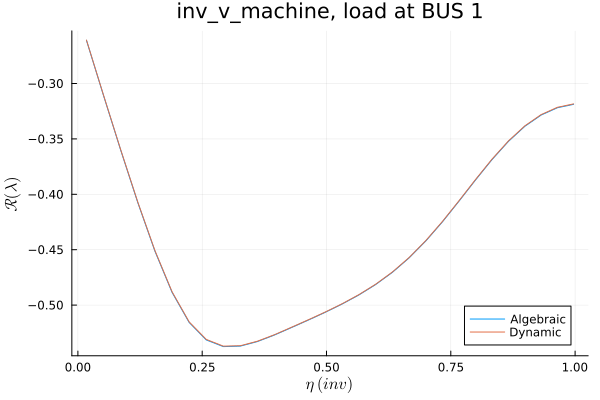 inv_v_machine, load at BUS 1
−0.30
−0.35
−0.40
−0.45
−0.50
ℛ(λ)
0.00
0.25
0.50
0.75
1.00
η (inv)
Algebraic
Dynamic